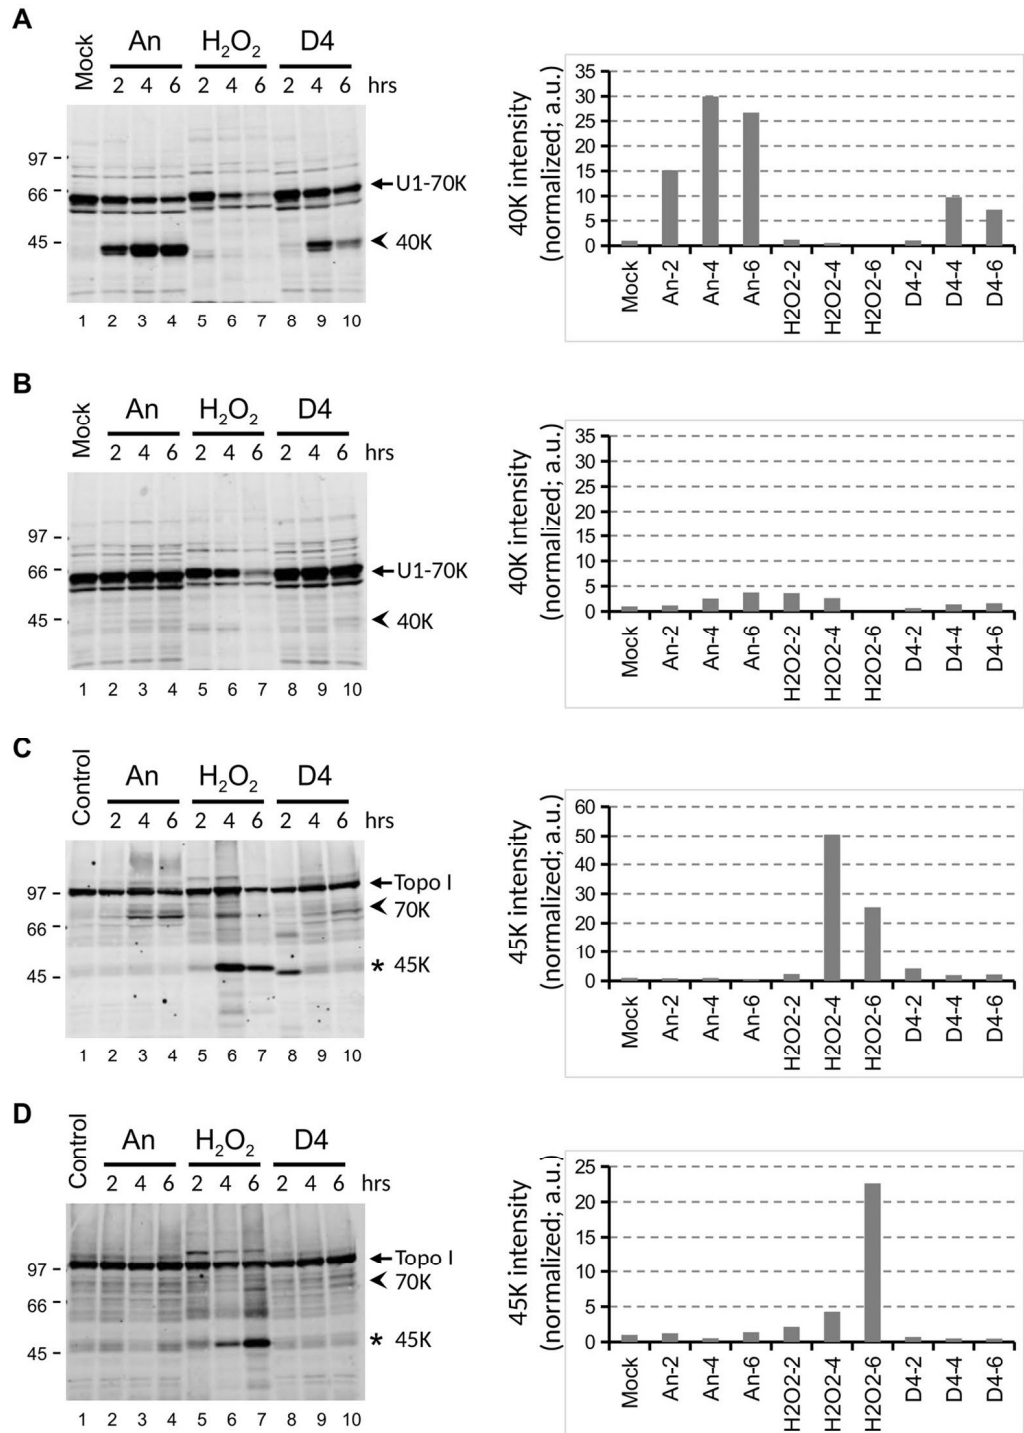 A
Mock
An H₂O₂ D4
2 4 6 2 4 6 2 4 6 hrs
97
66
45
U1-70K
40K
1 2 3 4 5 6 7 8 9 10
40K intensity
(normalized; a.u.)
35
30
25
20
15
10
5
0
Mock An-2 An-4 An-6 H2O2-2 H2O2-4 H2O2-6 D4-2 D4-4 D4-6
B
Mock
An H₂O₂ D4
2 4 6 2 4 6 2 4 6 hrs
97
66
45
U1-70K
40K
1 2 3 4 5 6 7 8 9 10
40K intensity
(normalized; a.u.)
35
30
25
20
15
10
5
0
Mock An-2 An-4 An-6 H2O2-2 H2O2-4 H2O2-6 D4-2 D4-4 D4-6
C
Control
An H₂O₂ D4
2 4 6 2 4 6 2 4 6 hrs
97
66
45
Topo I
70K
* 45K
1 2 3 4 5 6 7 8 9 10
45K intensity
(normalized; a.u.)
60
50
40
30
20
10
0
Mock An-2 An-4 An-6 H2O2-2 H2O2-4 H2O2-6 D4-2 D4-4 D4-6
D
Control
An H₂O₂ D4
2 4 6 2 4 6 2 4 6 hrs
97
66
45
Topo I
70K
* 45K
1 2 3 4 5 6 7 8 9 10
45K intensity
(normalized; a.u.)
25
20
15
10
5
0
Mock An-2 An-4 An-6 H2O2-2 H2O2-4 H2O2-6 D4-2 D4-4 D4-6